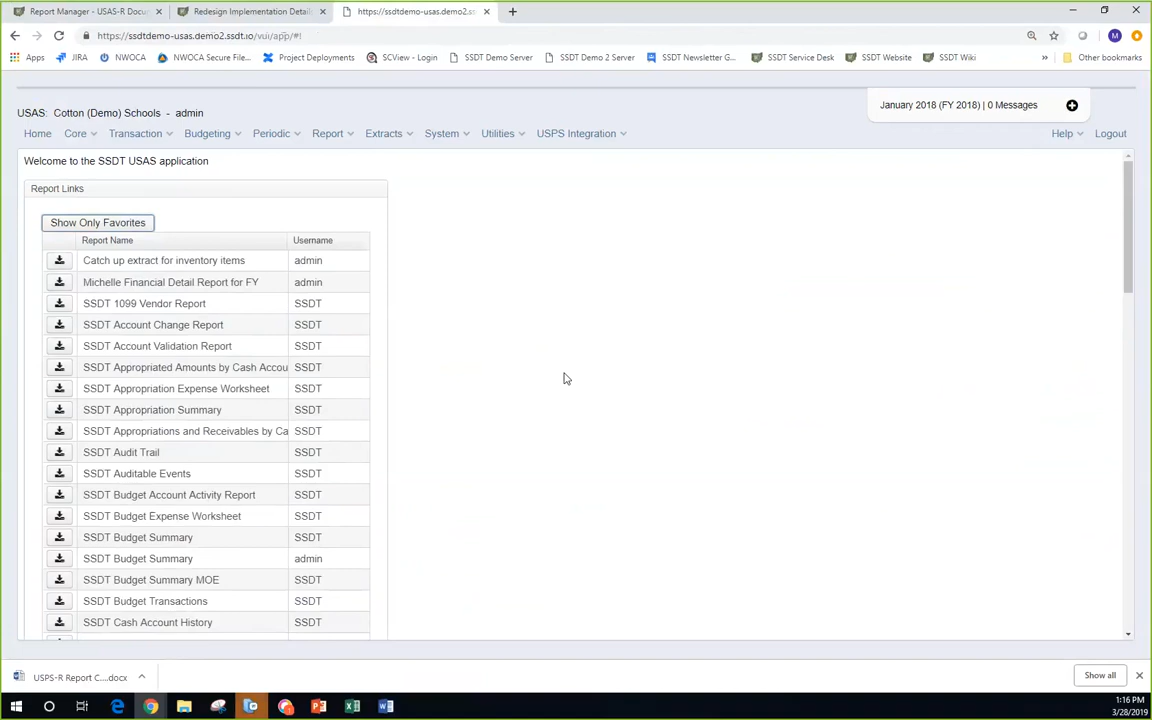 Report Manager - USAS-R Docu
Redesign Implementation Detail
https://ssdtdemo-usas.demo2.ss
https://ssdtdemo-usas.demo2.ssdt.io/vui/app/#!
M
Apps JIRA NWOCA NWOCA Secure File... Project Deployments SCView - Login SSDT Demo Server SSDT Demo 2 Server SSDT Newsletter G... SSDT Service Desk SSDT Website SSDT Wiki » Other bookmarks
USAS: Cotton (Demo) Schools - admin
January 2018 (FY 2018) | 0 Messages
Home Core Transaction Budgeting Periodic Report Extracts System Utilities USPS Integration Help Logout
Welcome to the SSDT USAS application
Report Links
Show Only Favorites
Report Name Username
Catch up extract for inventory items admin
Michelle Financial Detail Report for FY admin
SSDT 1099 Vendor Report SSDT
SSDT Account Change Report SSDT
SSDT Account Validation Report SSDT
SSDT Appropriated Amounts by Cash Accou SSDT
SSDT Appropriation Expense Worksheet SSDT
SSDT Appropriation Summary SSDT
SSDT Appropriations and Receivables by Ca SSDT
SSDT Audit Trail SSDT
SSDT Auditable Events SSDT
SSDT Budget Account Activity Report SSDT
SSDT Budget Expense Worksheet SSDT
SSDT Budget Summary SSDT
SSDT Budget Summary admin
SSDT Budget Summary MOE SSDT
SSDT Budget Transactions SSDT
SSDT Cash Account History SSDT
USPS-R Report C....docx
Show all
1:16 PM
3/28/2019